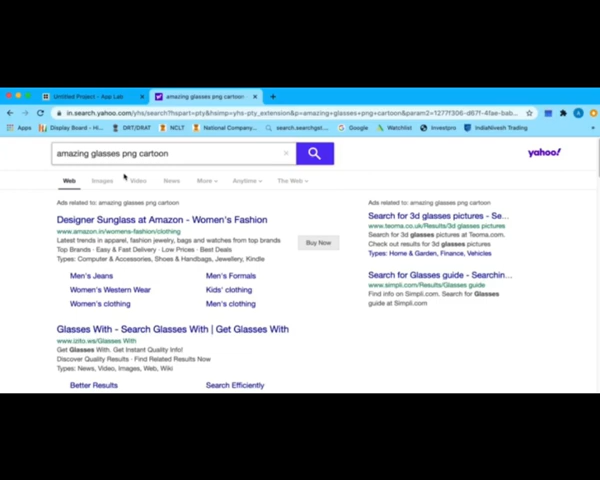 Untitled Project - App Lab
amazing glasses png cartoon
in.search.yahoo.com/yhs/search?hspart=pty&hsimp=yhs-pty_extension&p=amazing+glasses+png+cartoon&param2=1277f306-d67f-4fae-bab...
Apps
Display Board - Hi...
DRT/DRAT
NCLT
National Company...
search.searchget...
Google
Watchlist
Investpro
IndiaNivesh Trading
amazing glasses png cartoon
yahoo!
Web
Images
Video
News
More
Anytime
The Web
Ads related to: amazing glasses png cartoon
Designer Sunglass at Amazon - Women's Fashion
www.amazon.in/womens-fashion/clothing
Latest trends in apparel, fashion jewelry, bags and watches from top brands
Top Brands · Easy & Fast Delivery · Low Prices · Best Deals
Types: Computer & Accessories, Shoes & Handbags, Jewellery, Kindle
Buy Now
Men's Jeans
Men's Formals
Women's Western Wear
Kids' clothing
Women's clothing
Men's clothing
Glasses With - Search Glasses With | Get Glasses With
www.izito.ws/Glasses With
Get Glasses With. Get Instant Quality Info!
Discover Quality Results · Find Related Results Now
Types: News, Video, Images, Web, Wiki
Better Results
Search Efficiently
Ads related to: amazing glasses png cartoon
Search for 3d glasses pictures - Se...
www.teoma.co.uk/Results/3d glasses pictures
Search for 3d glasses pictures at Teoma.com.
Check out results for 3d glasses pictures
Types: Home & Garden, Finance, Vehicles
Search for Glasses guide - Searchin...
www.simpli.com/Results/Glasses guide
Find info on Simpli.com. Search for Glasses
guide at Simpli.com!